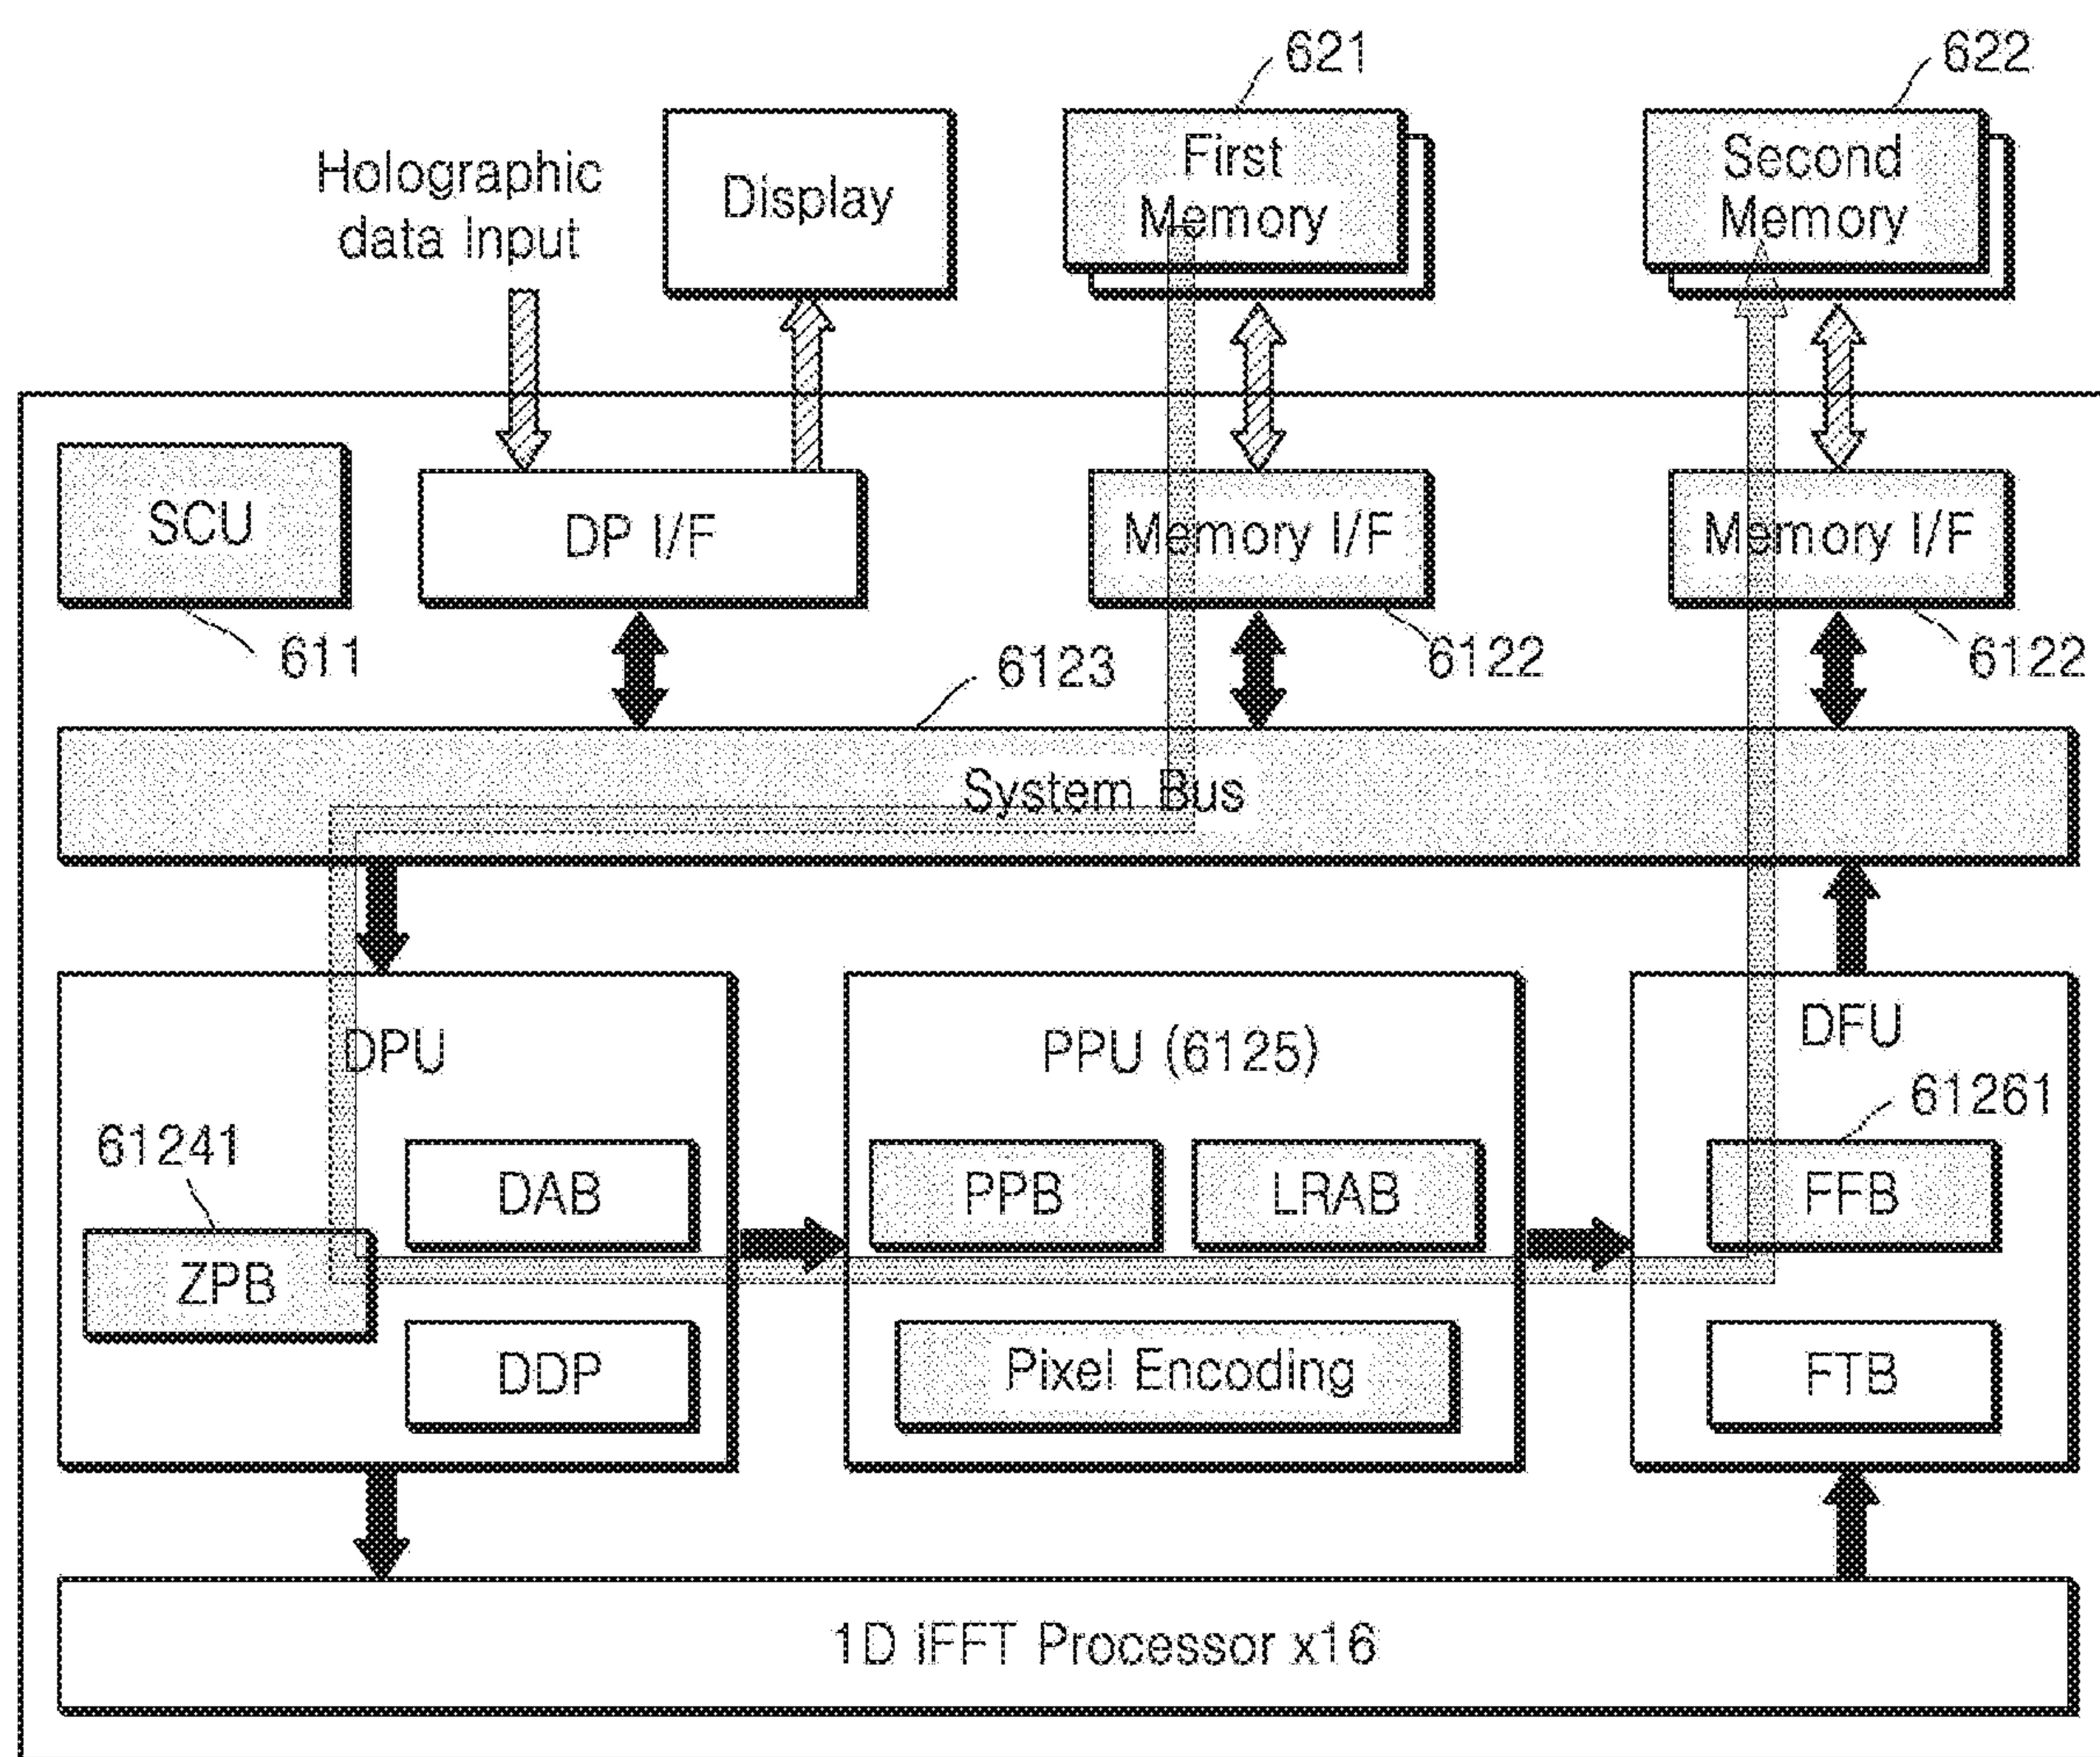 621
622
Holographic
data Input
Display
First
Memory
Second
Memory
SCU
DP I/F
Memory I/F
Memory I/F
611
6123
6122
6122
System Bus
DPU
PPU (6125)
DFU
61241
61261
DAB
PPB
LRAB
FFB
ZPB
DDP
Pixel Encoding
FTB
1D iFFT Processor x16